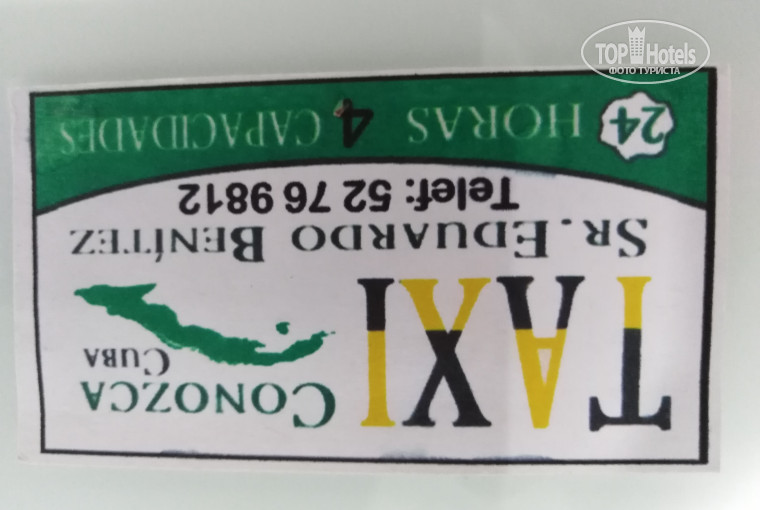 TAXI
CONOZCA
CUBA
SR. EDUARDO BENÍTEZ
Telef: 52 76 9812
24 HORAS 4 CAPACIDADES
TOP Hotels
ФОТО ТУРИСТА